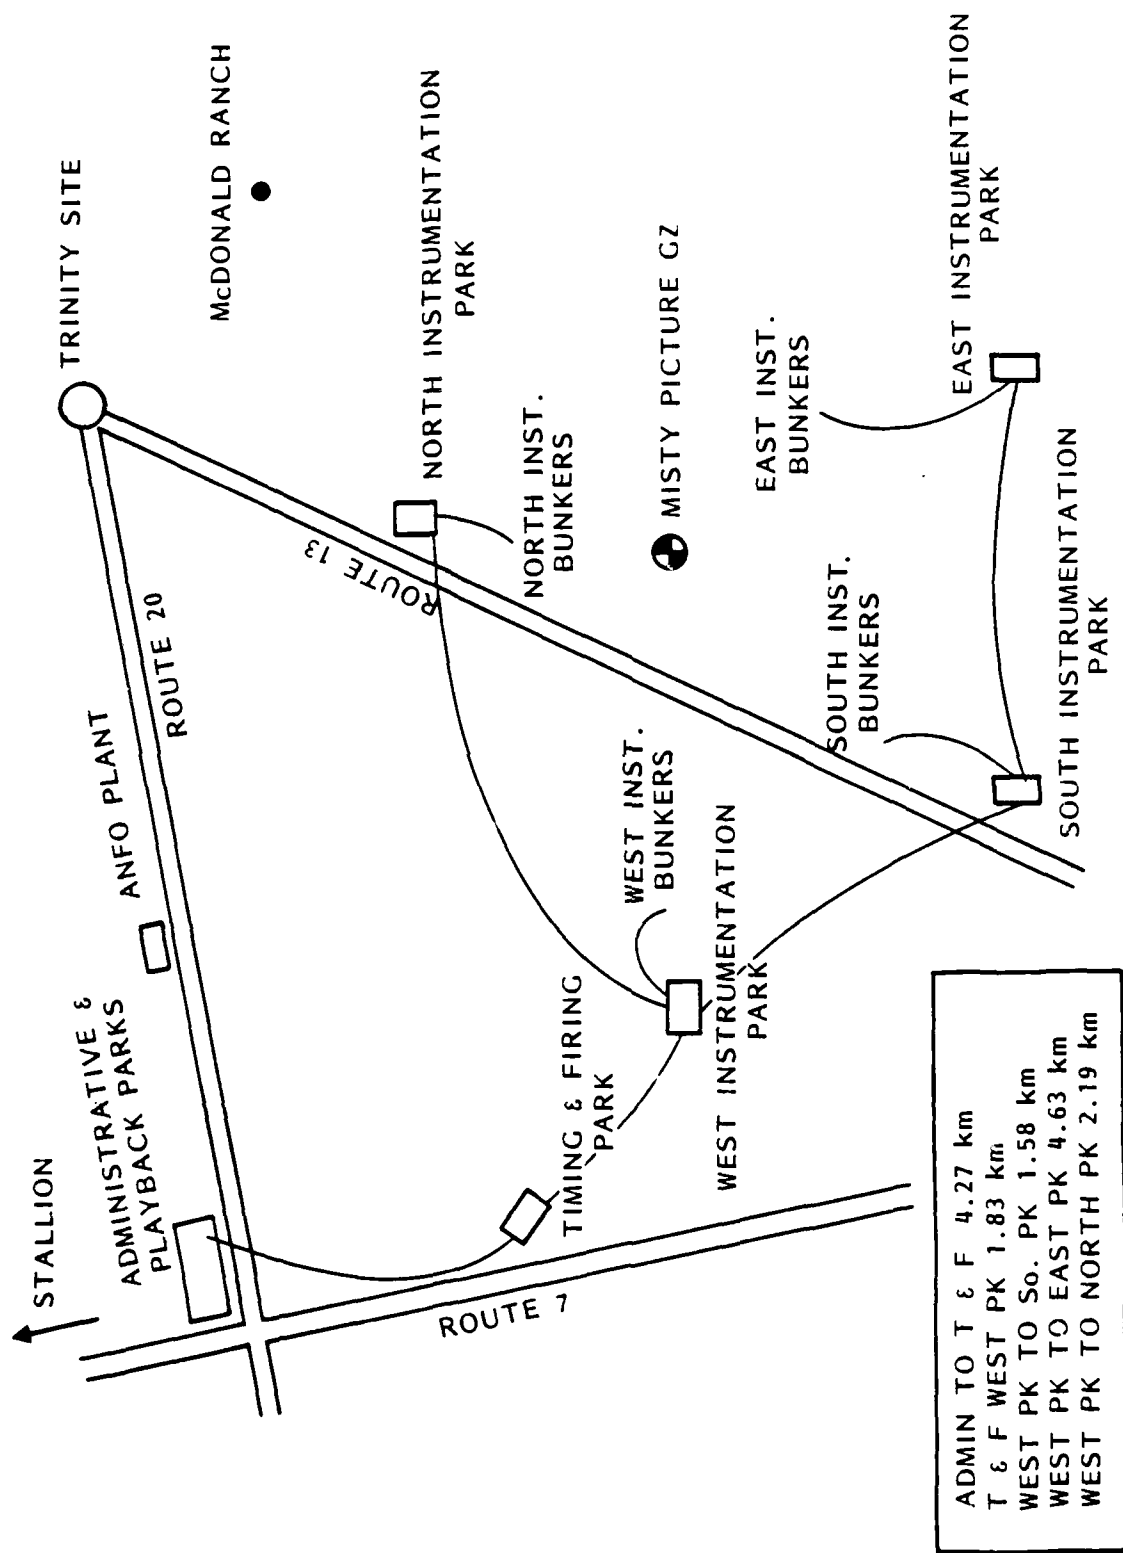 STALLION
ADMINISTRATIVE &
PLAYBACK PARKS
ANFO PLANT
ROUTE 20
TRINITY SITE
McDONALD RANCH
ROUTE 13
NORTH INSTRUMENTATION
PARK
NORTH INST.
BUNKERS
ROUTE 7
TIMING & FIRING
PARK
WEST INST.
BUNKERS
WEST INSTRUMENTATION
PARK
MISTY PICTURE GZ
EAST INST.
BUNKERS
SOUTH INST.
BUNKERS
EAST INSTRUMENTATION
PARK
SOUTH INSTRUMENTATION
PARK
ADMIN TO T & F 4.27 km
T & F WEST PK 1.83 km
WEST PK TO So. PK 1.58 km
WEST PK TO EAST PK 4.63 km
WEST PK TO NORTH PK 2.19 km